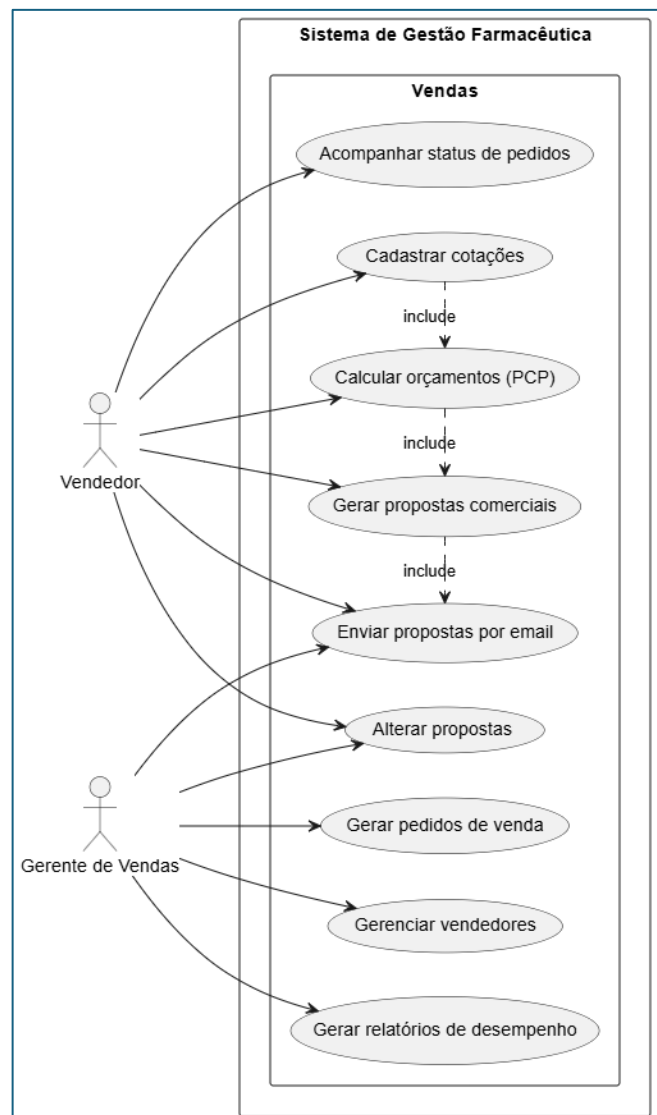 Sistema de Gestão Farmacêutica
Vendas
Acompanhar status de pedidos
Cadastrar cotações
include
Calcular orçamentos (PCP)
include
Vendedor
Gerar propostas comerciais
include
Enviar propostas por email
Alterar propostas
Gerar pedidos de venda
Gerente de Vendas
Gerenciar vendedores
Gerar relatórios de desempenho